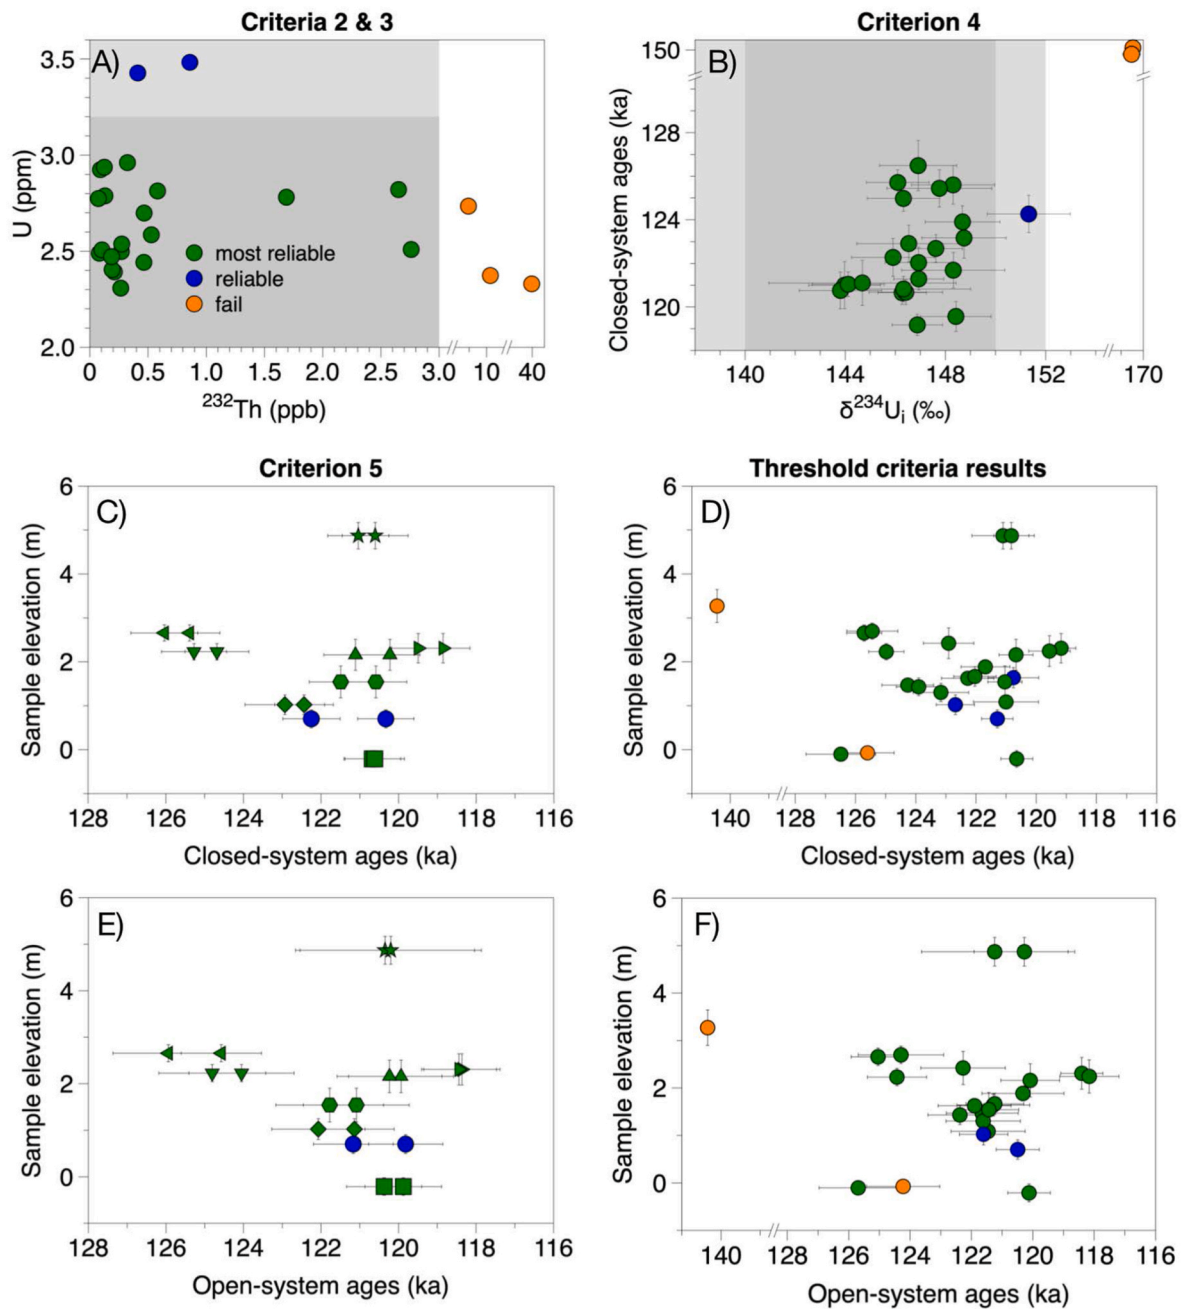 Criteria 2 & 3
A)
3.5
3.0
2.5
2.0
U (ppm)
most reliable
reliable
fail
0 0.5 1.0 1.5 2.0 2.5 3.0 10 40
²³²Th (ppb)
Criterion 4
B)
150
128
124
120
Closed-system ages (ka)
140 144 148 152 170
δ²³⁴Uᵢ (‰)
Criterion 5
C)
6
4
2
0
Sample elevation (m)
128 126 124 122 120 118 116
Closed-system ages (ka)
Threshold criteria results
D)
6
4
2
0
Sample elevation (m)
140 128 126 124 122 120 118 116
Closed-system ages (ka)
E)
6
4
2
0
Sample elevation (m)
128 126 124 122 120 118 116
Open-system ages (ka)
F)
6
4
2
0
Sample elevation (m)
140 128 126 124 122 120 118 116
Open-system ages (ka)